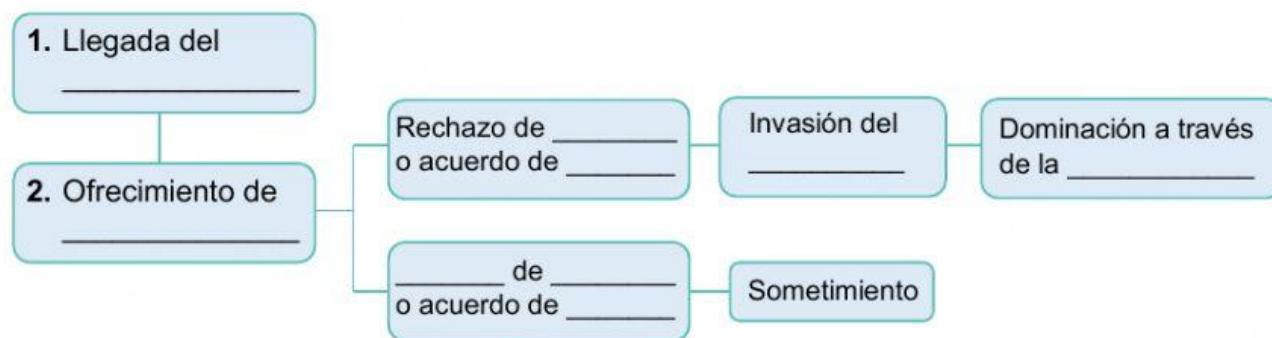 1. Llegada del
_______________
2. Ofrecimiento de
_______________
Rechazo de ________
o acuerdo de _______
Invasión del
__________
Dominación a través
de la ____________
_______ de ________
o acuerdo de _______
Sometimiento